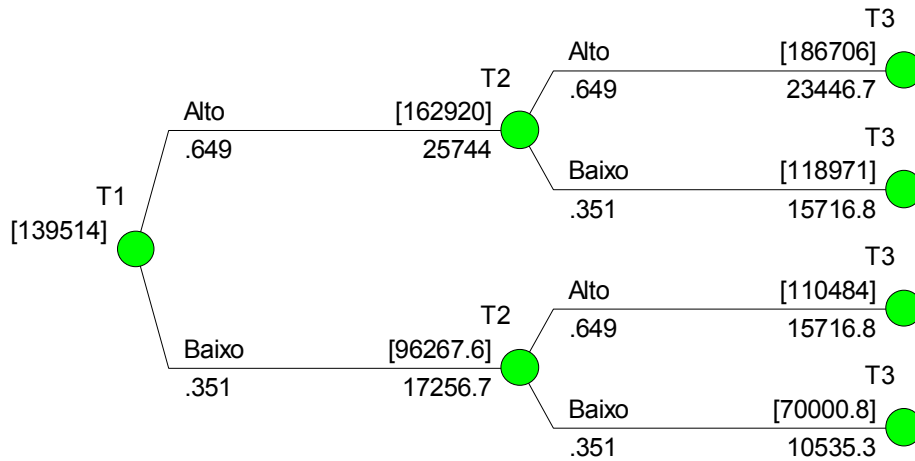 T3
Alto [186706]
.649 23446.7
T2
Alto [162920]
.649 25744
T3
Baixo [118971]
.351 15716.8
T1
[139514]
T3
Alto [110484]
.649 15716.8
T2
Baixo [96267.6]
.351 17256.7
T3
Baixo [70000.8]
.351 10535.3